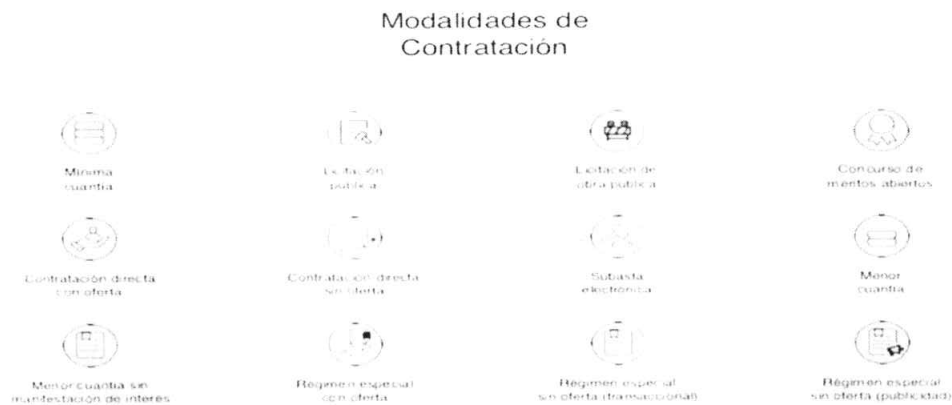 Modalidades de
Contratación
Mínima
cuantía
Licitación
pública
Licitación de
obra pública
Concurso de
méritos abiertos
Contratación directa
con oferta
Contratación directa
sin oferta
Subasta
electrónica
Menor
cuantía
Menor cuantía sin
manifestación de interés
Régimen especial
con oferta
Régimen especial
sin oferta (transaccional)
Régimen especial
sin oferta (publicidad)